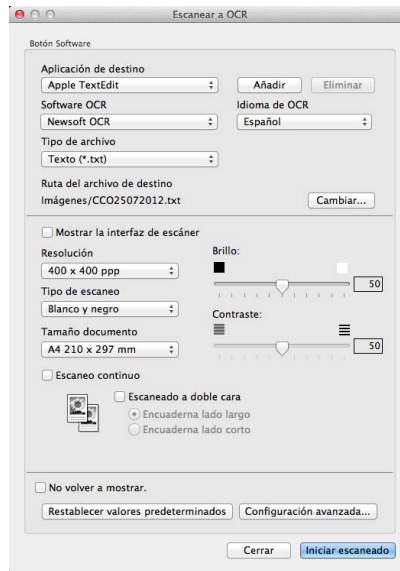 Escanear a OCR
Botón Software
Aplicación de destino
Apple TextEdit
Añadir
Eliminar
Software OCR
Idioma de OCR
Newsoft OCR
Español
Tipo de archivo
Texto (*.txt)
Ruta del archivo de destino
Imágenes/CCO25072012.txt
Cambiar...
Mostrar la interfaz de escáner
Resolución
Brillo:
400 x 400 ppp
50
Tipo de escaneo
Blanco y negro
Contraste:
Tamaño documento
A4 210 x 297 mm
50
Escaneo continuo
Escaneado a doble cara
Encuaderna lado largo
Encuaderna lado corto
No volver a mostrar.
Restablecer valores predeterminados
Configuración avanzada...
Cerrar
Iniciar escaneado